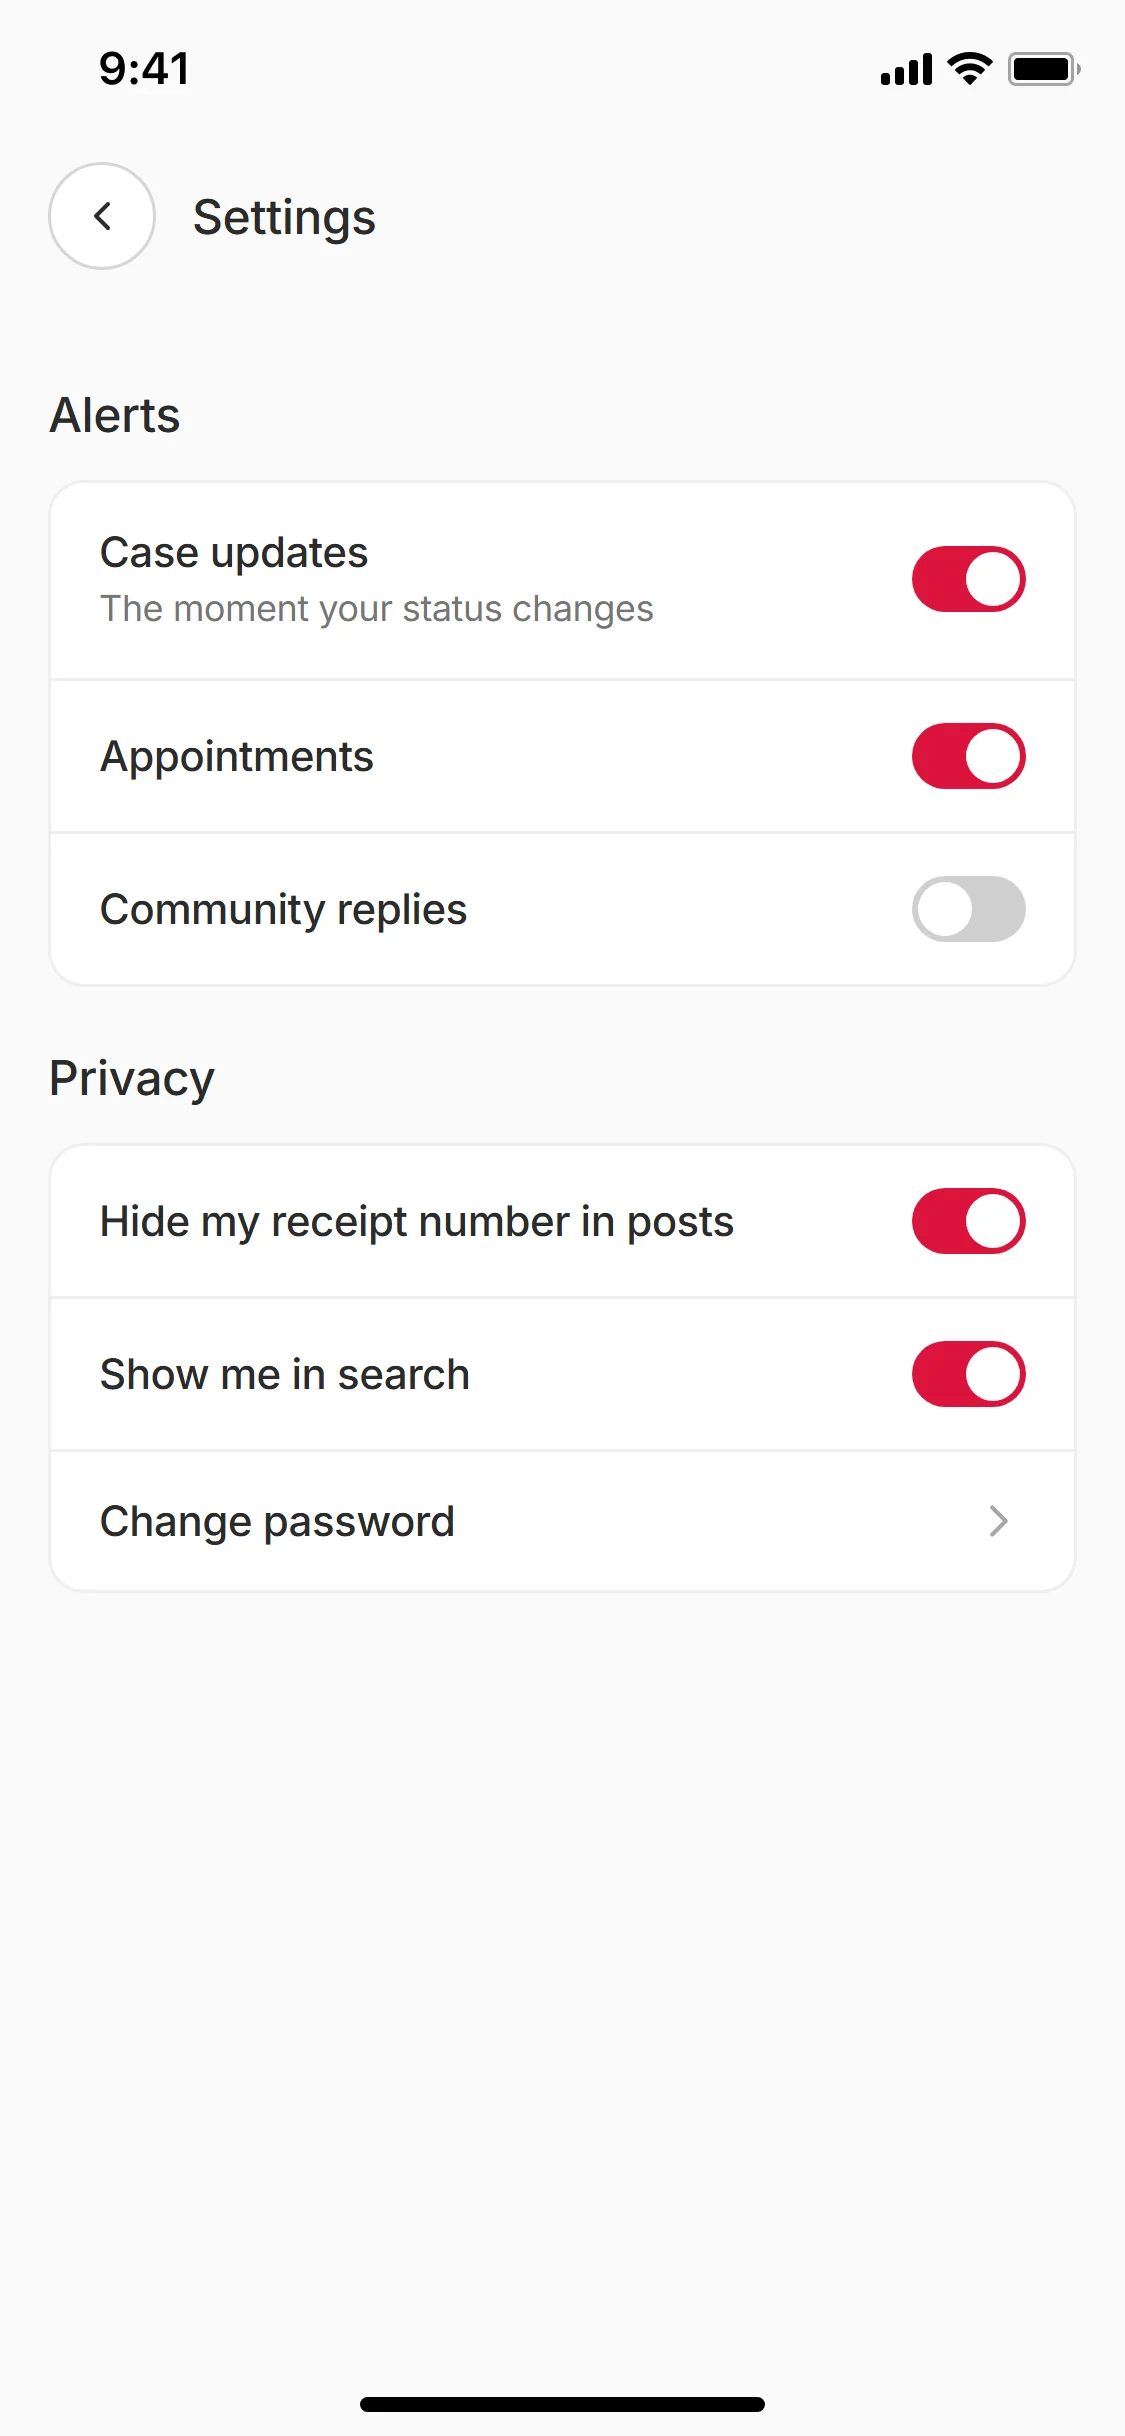 9:41
Settings
Alerts
Case updates
The moment your status changes
Appointments
Community replies
Privacy
Hide my receipt number in posts
Show me in search
Change password